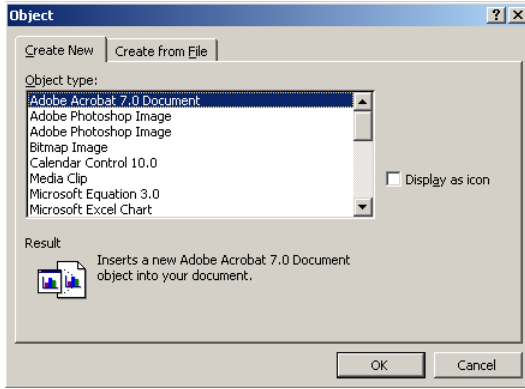 Object
Create New
Create from File
Object type:
Adobe Acrobat 7.0 Document
Adobe Photoshop Image
Adobe Photoshop Image
Bitmap Image
Calendar Control 10.0
Media Clip
Microsoft Equation 3.0
Microsoft Excel Chart
Display as icon
Result
Inserts a new Adobe Acrobat 7.0 Document
object into your document.
OK
Cancel